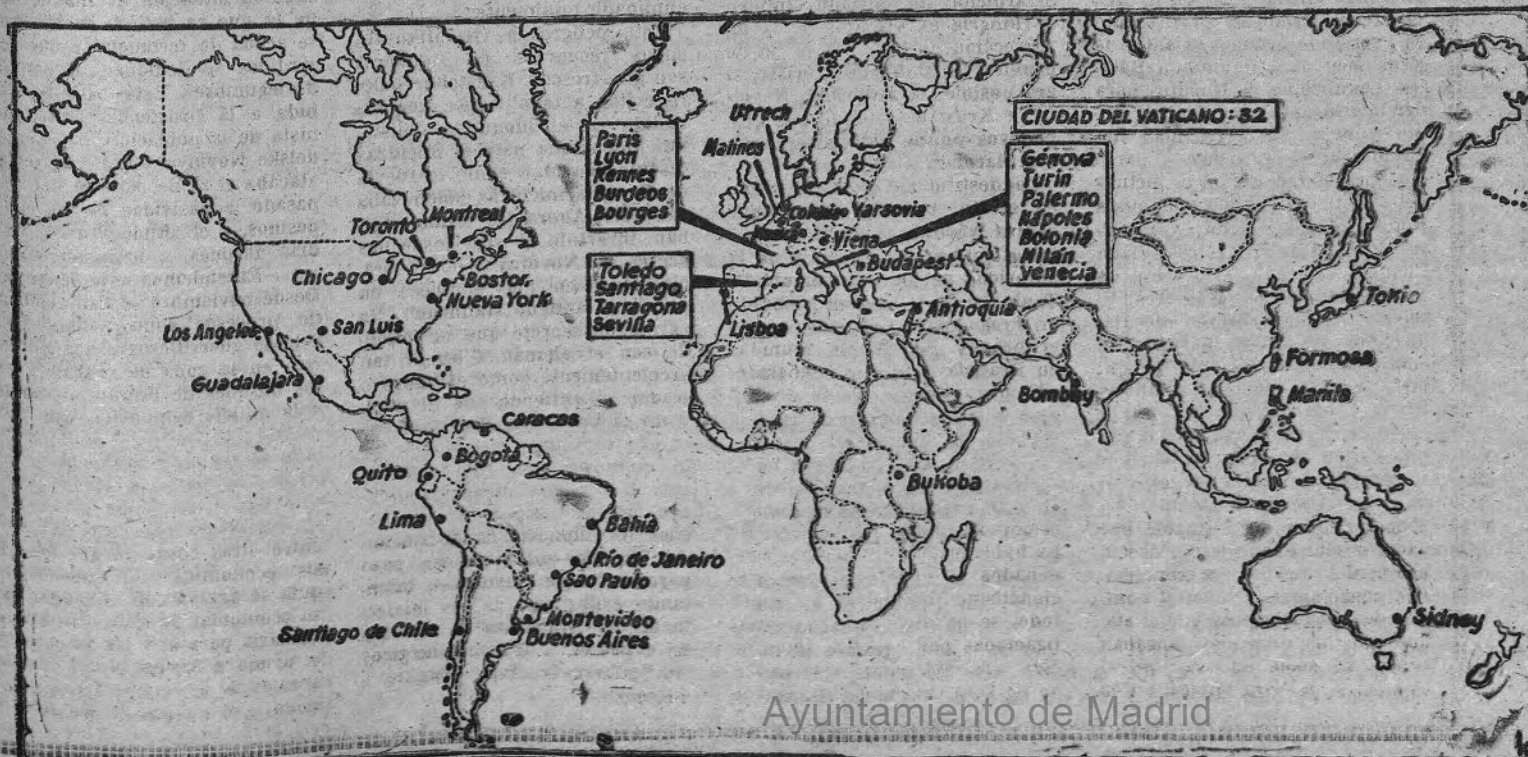 Utrech
CIUDAD DEL VATICANO: 32
Malines
Paris
Lyon
Rennes
Burdeos
Bourges
Génova
Turín
Palermo
Nápoles
Bolonia
Milán
Venecia
Colonia
Varsovia
Viena
Budapest
Toledo
Santiago
Tarragona
Sevilla
Lisboa
Antioquía
Toronto
Montreal
Chicago
Boston
Nueva York
Los Angeles
San Luis
Guadalajara
Tokio
Formosa
Manila
Bombay
Caracas
Bogotá
Quito
Bukoba
Lima
Bahía
Río de Janeiro
Sao Paulo
Montevideo
Santiago de Chile
Buenos Aires
Sidney
Ayuntamiento de Madrid